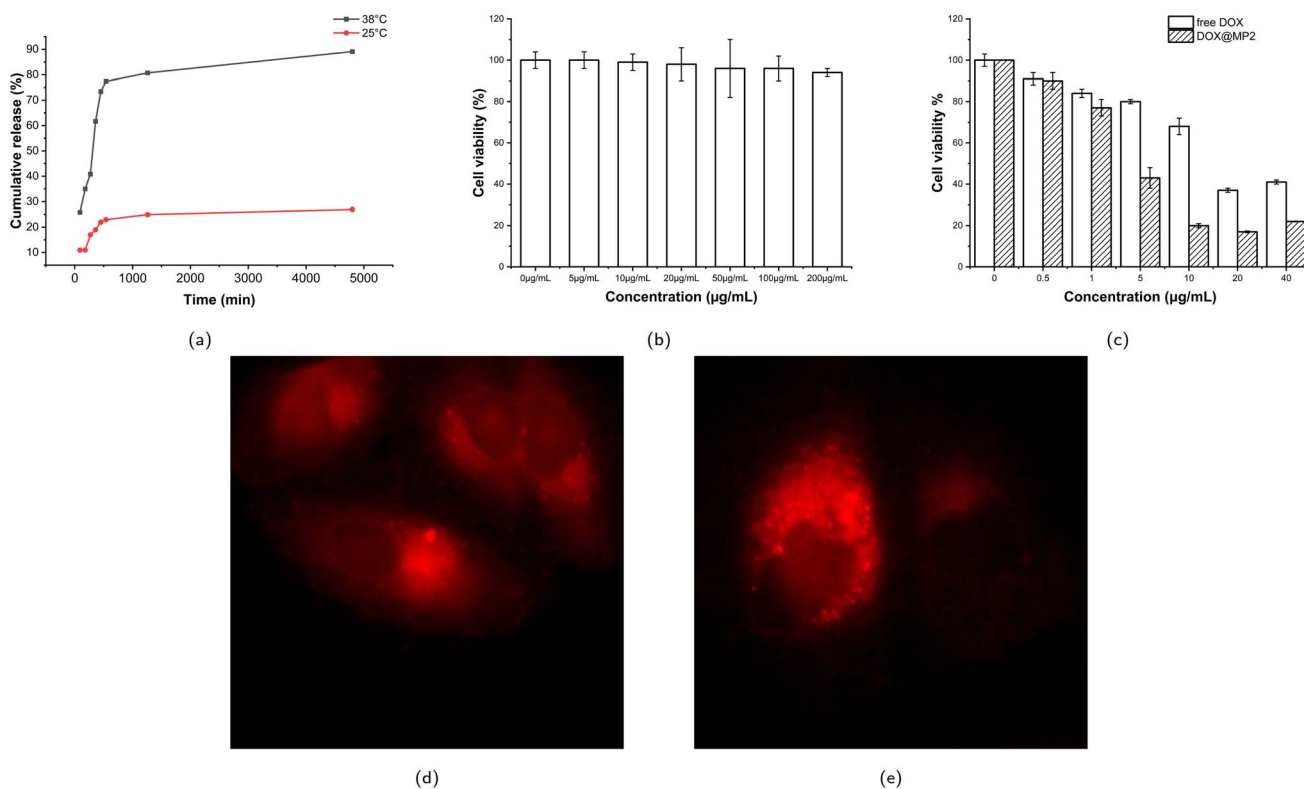 38°C
25°C
90
80
70
60
50
40
30
20
10
Cumulative release (%)
0 1000 2000 3000 4000 5000
Time (min)
(a)
120
100
80
60
40
20
0
Cell viability (%)
0μg/mL 5μg/mL 10μg/mL 20μg/mL 50μg/mL 100μg/mL 200μg/mL
Concentration (μg/mL)
(b)
free DOX
DOX@MP2
120
100
80
60
40
20
0
Cell viability %
0 0.5 1 5 10 20 40
Concentration (μg/mL)
(c)
(d)
(e)